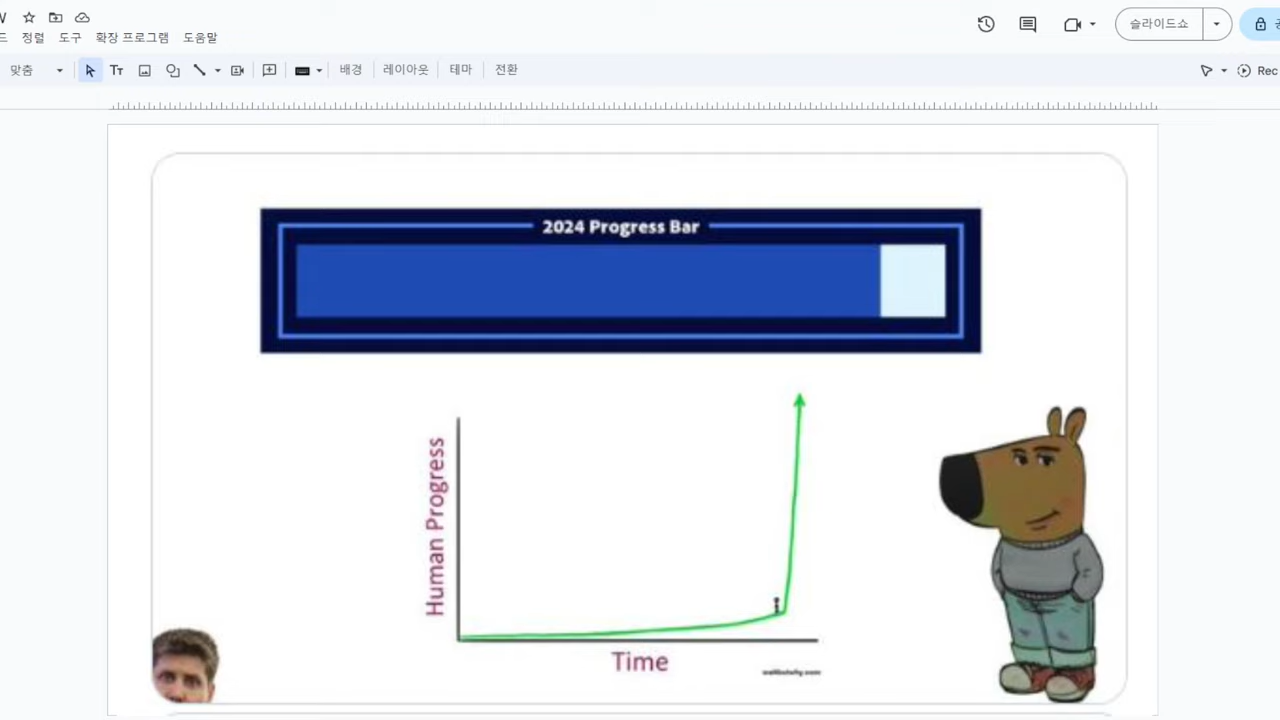 정렬 도구 확장 프로그램 도움말
슬라이드쇼
맞춤
배경 레이아웃 테마 전환
Rec
2024 Progress Bar
Human Progress
Time